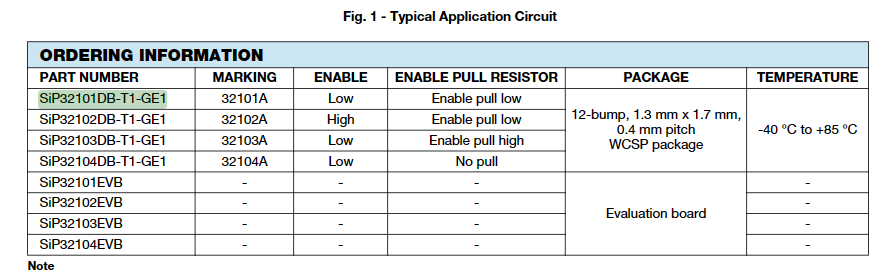 Fig. 1 - Typical Application Circuit
ORDERING INFORMATION
PART NUMBER MARKING ENABLE ENABLE PULL RESISTOR PACKAGE TEMPERATURE
SiP32101DB-T1-GE1 32101A Low Enable pull low
SiP32102DB-T1-GE1 32102A High Enable pull low
SiP32103DB-T1-GE1 32103A Low Enable pull high
SiP32104DB-T1-GE1 32104A Low No pull
12-bump, 1.3 mm x 1.7 mm,
0.4 mm pitch
WCSP package
-40 °C to +85 °C
SiP32101EVB - - - -
SiP32102EVB - - - -
SiP32103EVB - - - -
SiP32104EVB - - - -
Evaluation board
Note